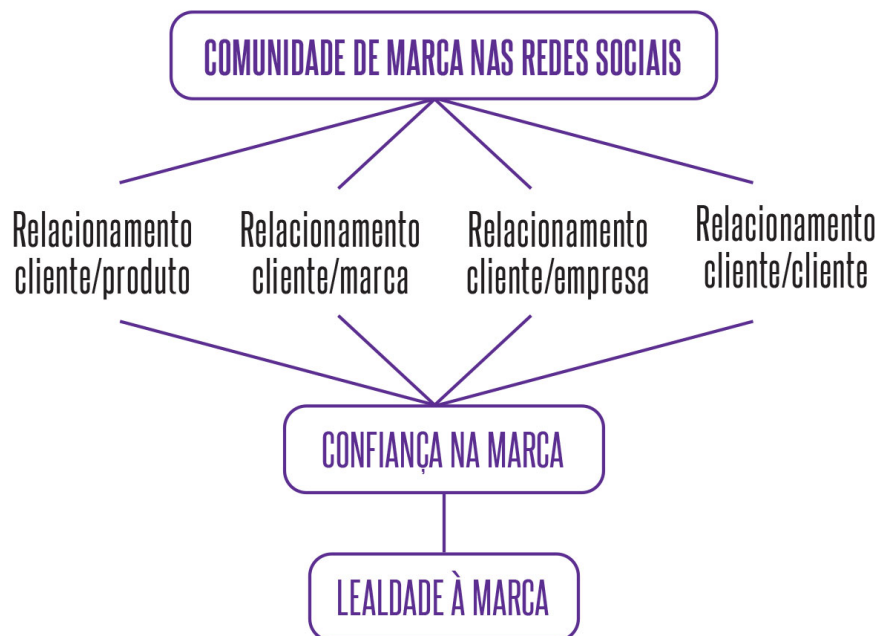 COMUNIDADE DE MARCA NAS REDES SOCIAIS
Relacionamento
cliente/produto
Relacionamento
cliente/marca
Relacionamento
cliente/empresa
Relacionamento
cliente/cliente
CONFIANÇA NA MARCA
LEALDADE À MARCA